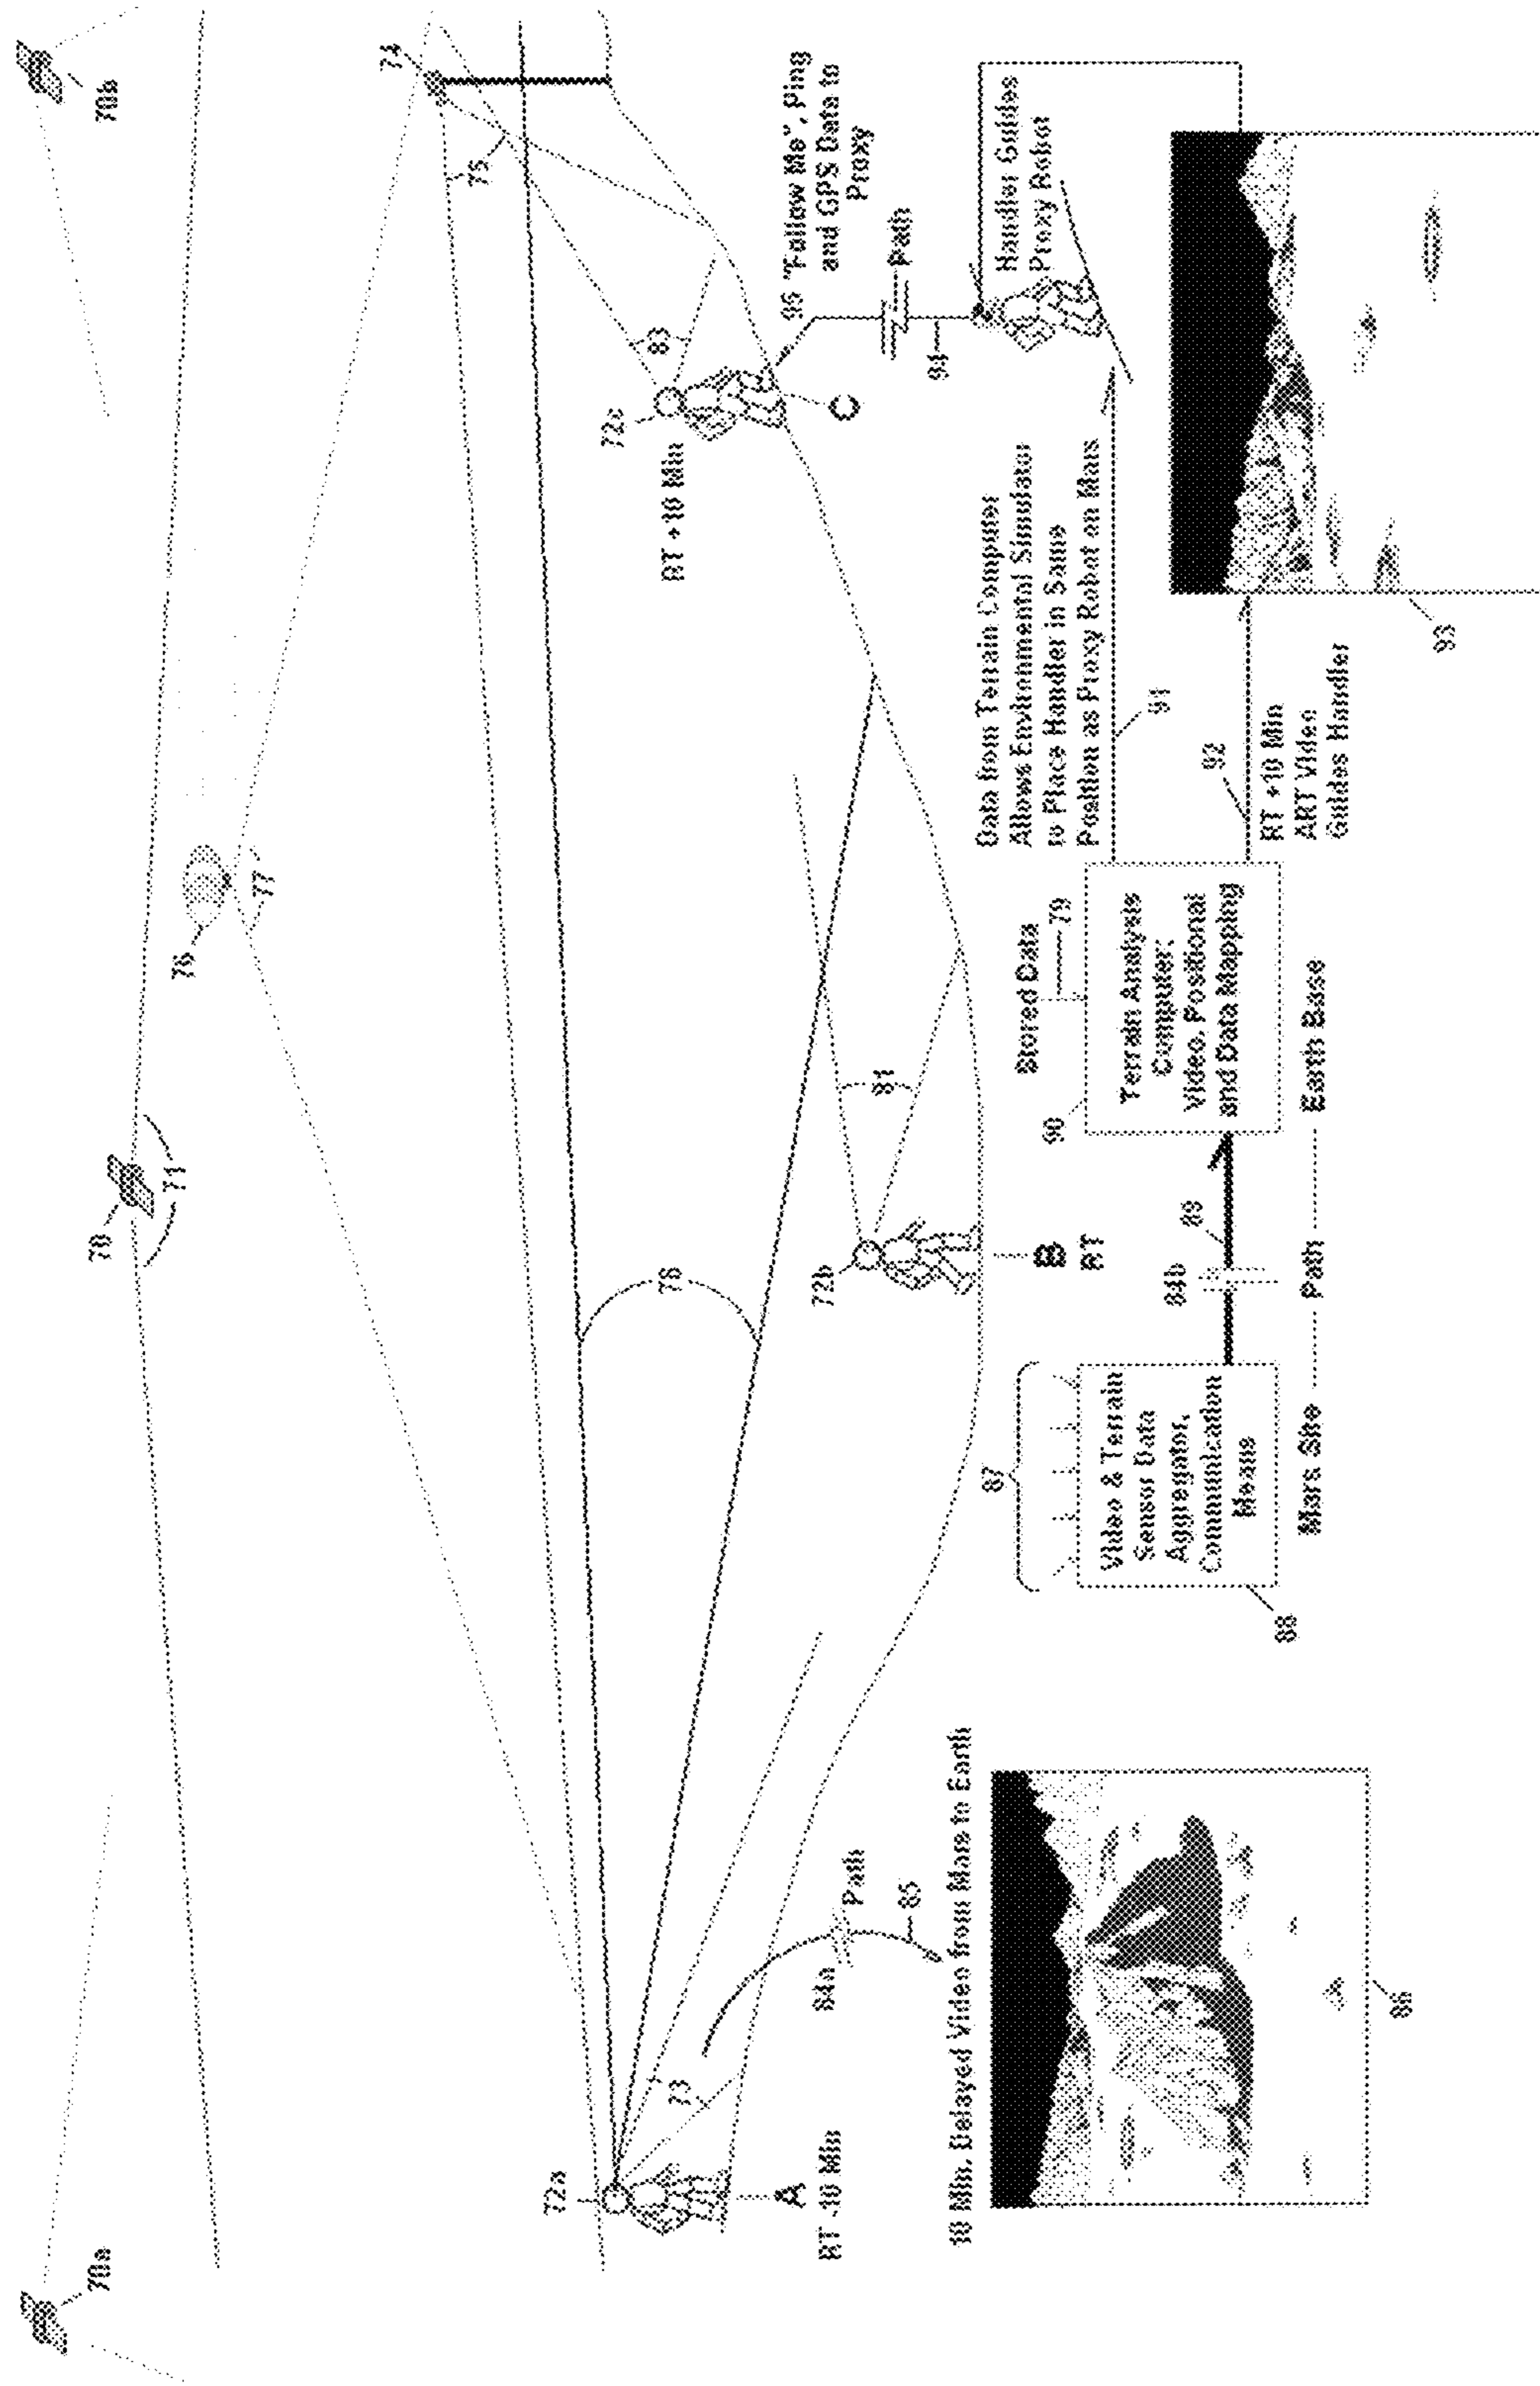 70a
70
70b
71
76
77
74
75
78
72a
72b
72c
73
81
83
A
RT -10 Min
B
RT
C
RT +10 Min
84a
Path
85
10 Min. Delayed Video from Mars to Earth
86
87
Video & Terrain
Sensor Data
Aggregator,
Communication
Means
88
84b
89
Mars Site
Path
Earth Base
Stored Data
79
90
Terrain Analysis
Computer:
Video, Positional
and Data Mapping
Data from Terrain Computer
Allows Environmental Simulator
to Place Handler in Same
Position as Proxy Robot on Mars
91
92
RT +10 Min
ART Video
Guides Handler
93
94
Path
95 "Follow Me", Ping
and GPS Data to
Proxy
Handler Guides
Proxy Robot